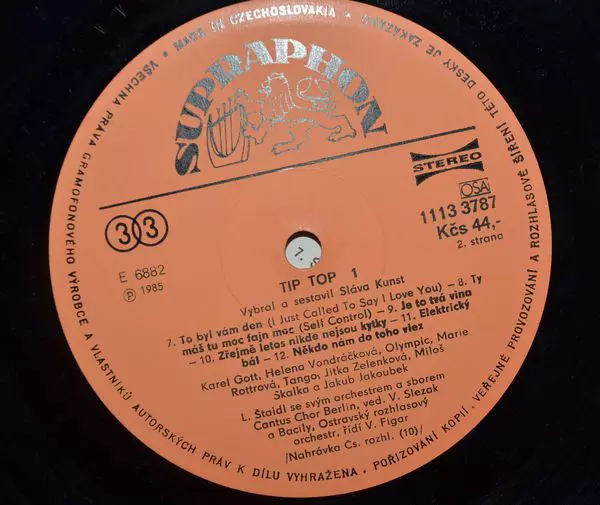 SUPRAPHON
• MADE IN CZECHOSLOVAKIA • VŠECHNA PRÁVA GRAMOFONOVÉHO VÝROBCE A VLASTNÍKŮ AUTORSKÝCH PRÁV K DÍLU VYHRAŽENA • POŘIZOVÁNÍ KOPIÍ, VEŘEJNÉ PROVOZOVÁNÍ A ROZHLASOVÉ ŠÍŘENÍ TÉTO DESKY JE ZAKÁZÁNO
STEREO
OSA
1113 3787
Kčs 44,-
2. strana
33
E 6882
Ⓟ 1985
TIP TOP 1
Vybral a sestavil Sláva Kunst
7. To byl vám den (I Just Called To Say I Love You) – 8. Ty
máš tu moc fajn moc (Self Control) – 9. Je to tvá vina
– 10. Zřejmě letos nikde nejsou kytky – 11. Elektrický
bál – 12. Někdo nám do toho vlez
Karel Gott, Helena Vondráčková, Olympic, Marie
Rottrová, Tango, Jitka Zelenková, Miloš
Skalka a Jakub Jakoubek
L. Štaidl se svým orchestrem a sborem
Cantus Chor Berlin, ved. V. Slezak
a Bacily, Ostravský rozhlasový
orchestr, řídí V. Figar
/Nahrávka Čs. rozhl. (10)/